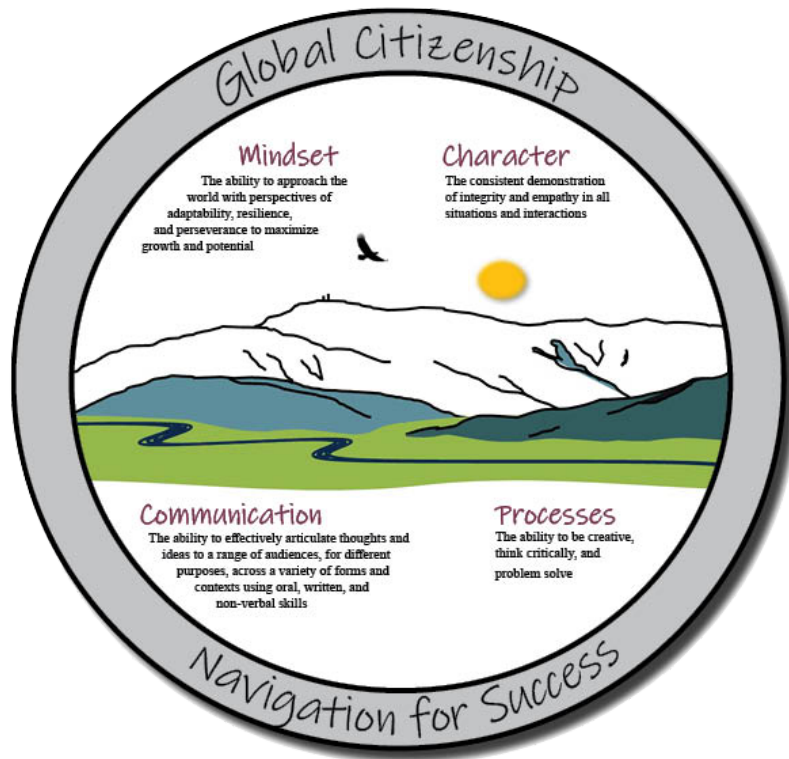 Global Citizenship
Mindset
The ability to approach the
world with perspectives of
adaptability, resilience,
and perseverance to maximize
growth and potential
Character
The consistent demonstration
of integrity and empathy in all
situations and interactions
Communication
The ability to effectively articulate thoughts and
ideas to a range of audiences, for different
purposes, across a variety of forms and
contexts using oral, written, and
non-verbal skills
Processes
The ability to be creative,
think critically, and
problem solve
Navigation for Success